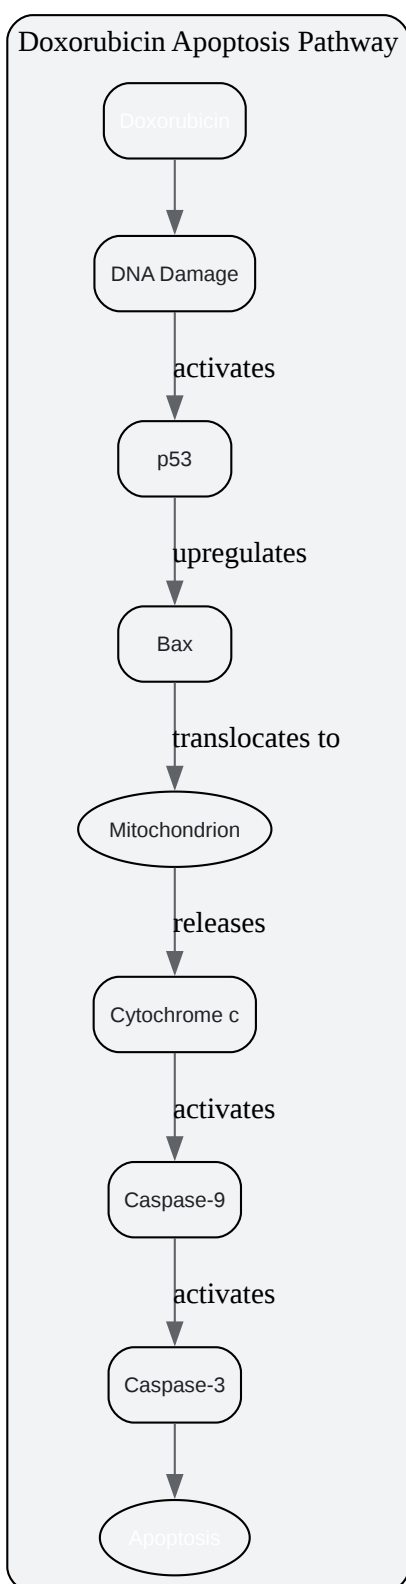 Doxorubicin Apoptosis Pathway
Doxorubicin
DNA Damage
activates
p53
upregulates
Bax
translocates to
Mitochondrion
releases
Cytochrome c
activates
Caspase-9
activates
Caspase-3
Apoptosis